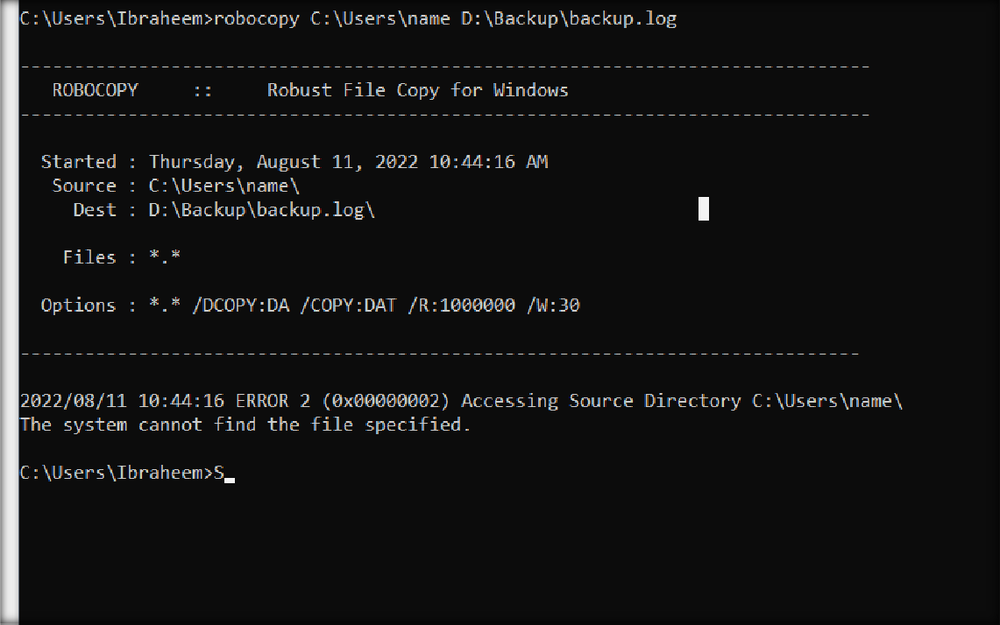 C:\Users\Ibraheem>robocopy C:\Users\name D:\Backup\backup.log
-------------------------------------------------------------------------------
   ROBOCOPY     ::     Robust File Copy for Windows
-------------------------------------------------------------------------------
  Started : Thursday, August 11, 2022 10:44:16 AM
   Source : C:\Users\name\
     Dest : D:\Backup\backup.log\
    Files : *.*
  Options : *.* /DCOPY:DA /COPY:DAT /R:1000000 /W:30
------------------------------------------------------------------------------
2022/08/11 10:44:16 ERROR 2 (0x00000002) Accessing Source Directory C:\Users\name\
The system cannot find the file specified.
C:\Users\Ibraheem>S